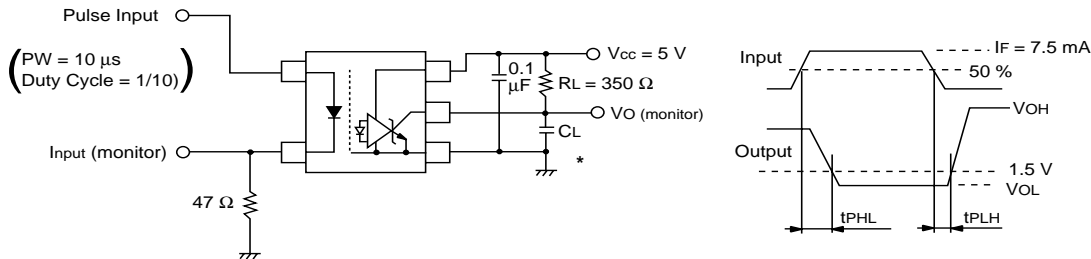 Pulse Input
(PW = 10 μs
Duty Cycle = 1/10)
Input (monitor)
47 Ω
VCC = 5 V
0.1
μF
RL = 350 Ω
VO (monitor)
CL
*
Input
IF = 7.5 mA
50 %
VOH
Output
1.5 V
VOL
tPHL
tPLH